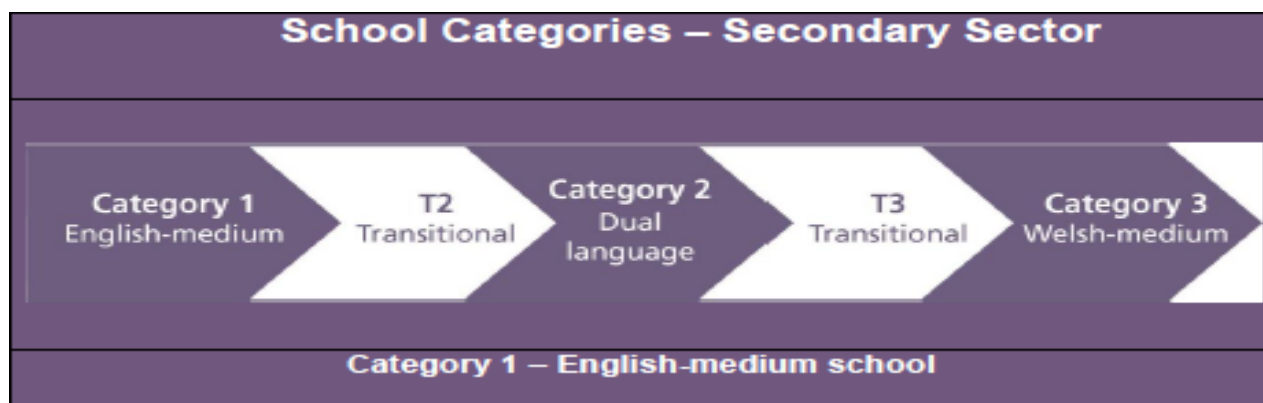 School Categories – Secondary Sector
Category 1
English-medium
T2
Transitional
Category 2
Dual
language
T3
Transitional
Category 3
Welsh-medium
Category 1 – English-medium school